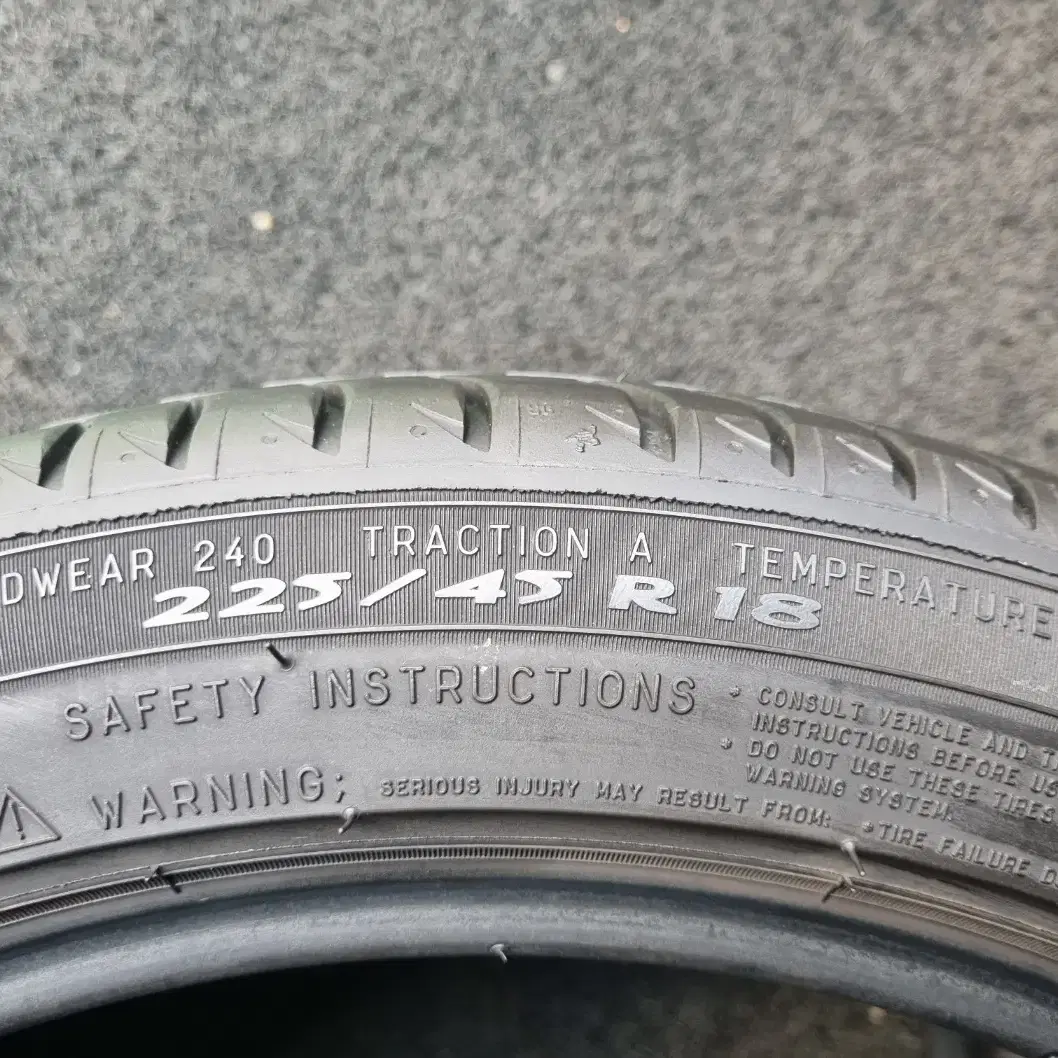 DWEAR 240 TRACTION A TEMPERATURE
225/45 R 18
SAFETY INSTRUCTIONS
• CONSULT VEHICLE AND
INSTRUCTIONS BEFORE
• DO NOT USE THESE TIRES
WARNING SYSTEM.
WARNING; SERIOUS INJURY MAY RESULT FROM: •TIRE FAILURE